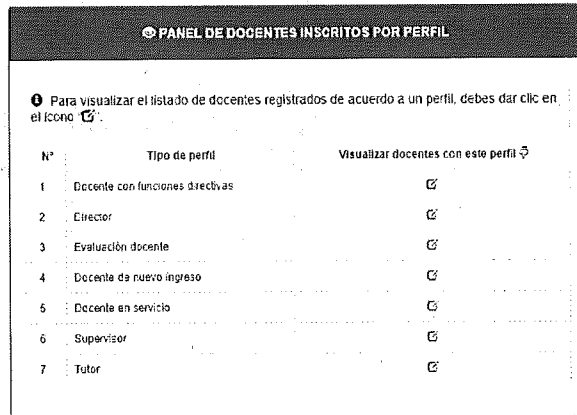 PANEL DE DOCENTES INSCRITOS POR PERFIL
Para visualizar el listado de docentes registrados de acuerdo a un perfil, debes dar clic en
el ícono "".
N° Tipo de perfil Visualizar docentes con este perfil
1 Docente con funciones directivas
2 Director
3 Evaluación docente
4 Docente de nuevo ingreso
5 Docente en servicio
6 Supervisor
7 Tutor